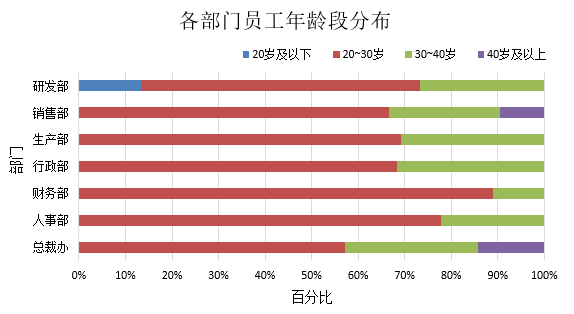 各部门员工年龄段分布
20岁及以下 20~30岁 30~40岁 40岁及以上
研发部
销售部
生产部
行政部
财务部
人事部
总裁办
部门
0% 10% 20% 30% 40% 50% 60% 70% 80% 90% 100%
百分比